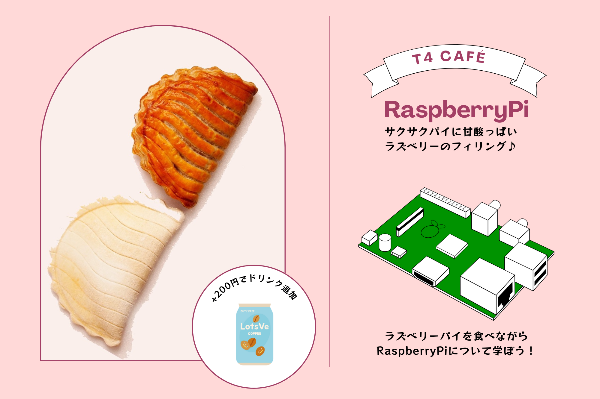 T4 CAFÉ
RaspberryPi
サクサクパイに甘酸っぱい
ラズベリーのフィリング♪
+200円でドリンク追加
LotsVe
COFFEE
ラズベリーパイを食べながら
RaspberryPiについて学ぼう！